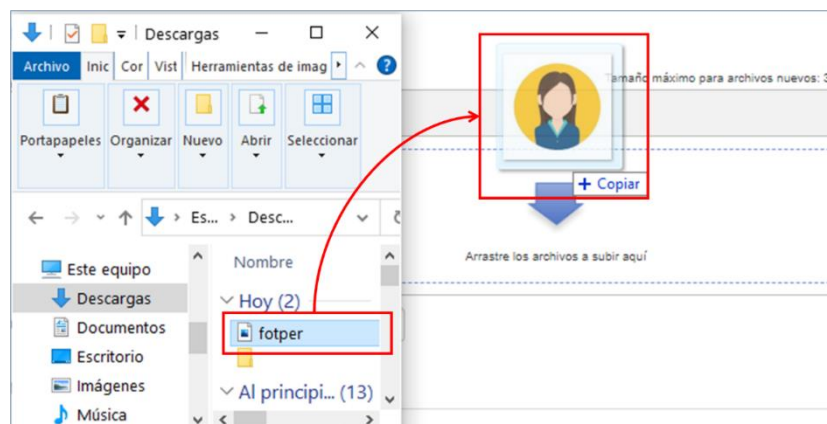 Descargas
Archivo Inic Cor Vist Herramientas de imag
Portapapeles Organizar Nuevo Abrir Seleccionar
Es... Desc...
Este equipo
Descargas
Documentos
Escritorio
Imágenes
Música
Nombre
Hoy (2)
fotper
Al principi... (13)
Tamaño máximo para archivos nuevos: 3
+ Copiar
Arrastre los archivos a subir aquí